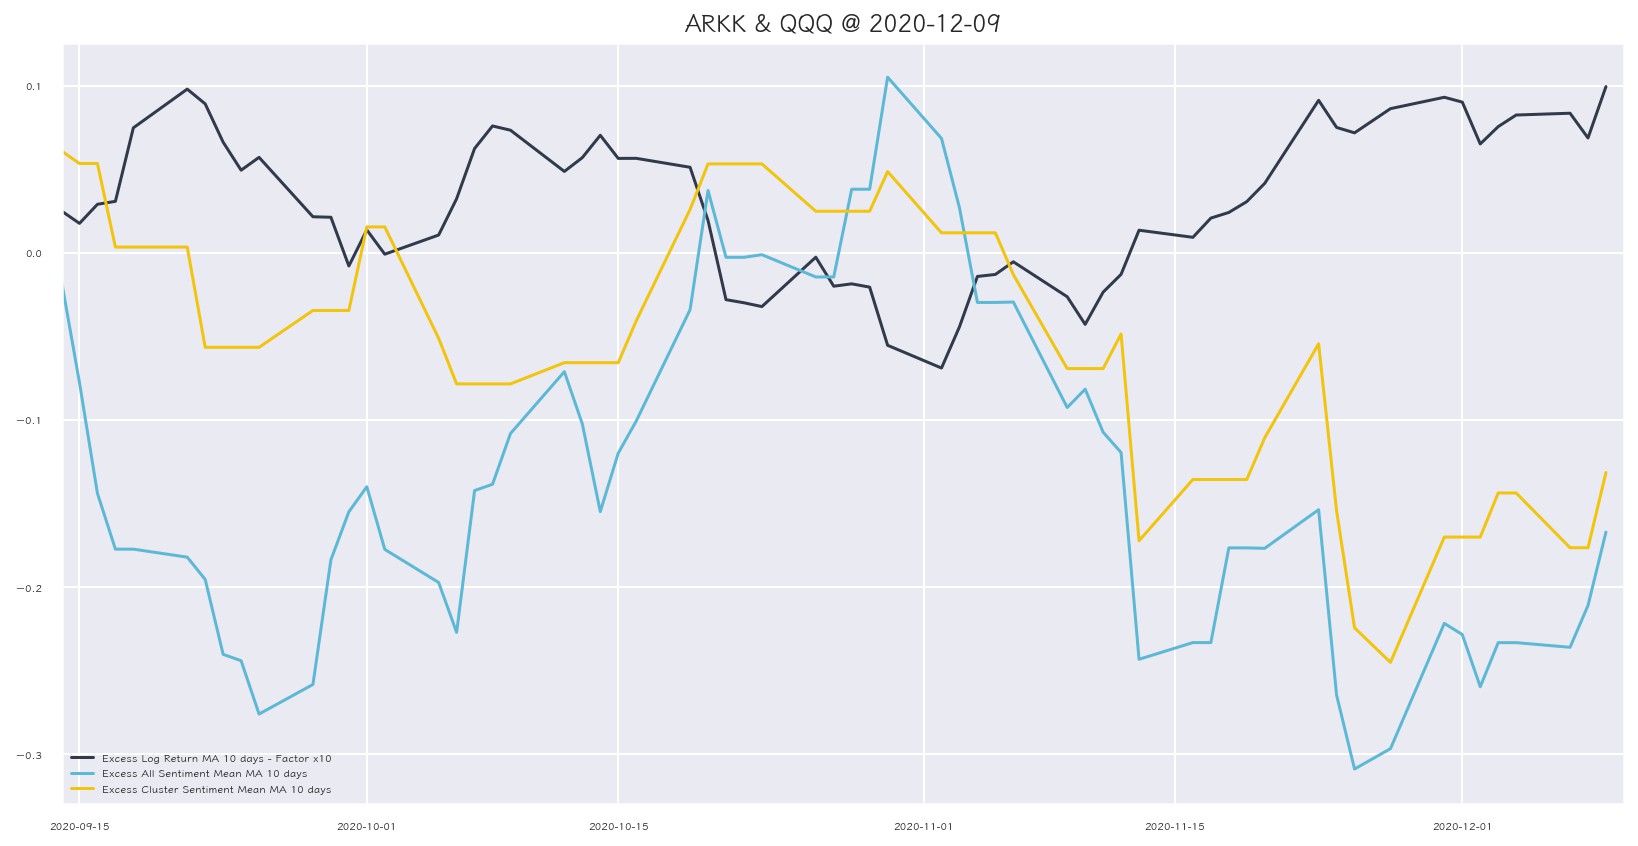 ARKK & QQQ @ 2020-12-09
0.1
0.0
−0.1
−0.2
−0.3
Excess Log Return MA 10 days - Factor x10
Excess All Sentiment Mean MA 10 days
Excess Cluster Sentiment Mean MA 10 days
2020-09-15 2020-10-01 2020-10-15 2020-11-01 2020-11-15 2020-12-01